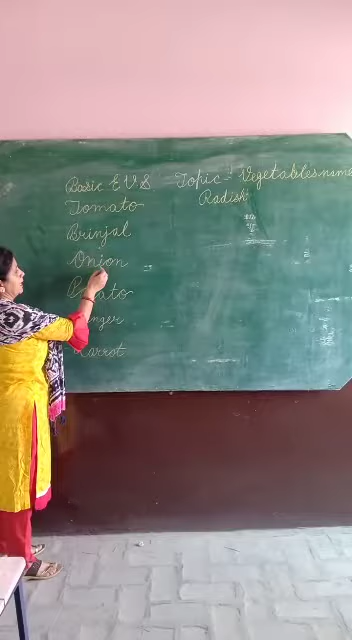 Basic EVS Topic - Vegetables name
Tomato Radish
Brinjal
Onion
Potato
Ginger
Carrot